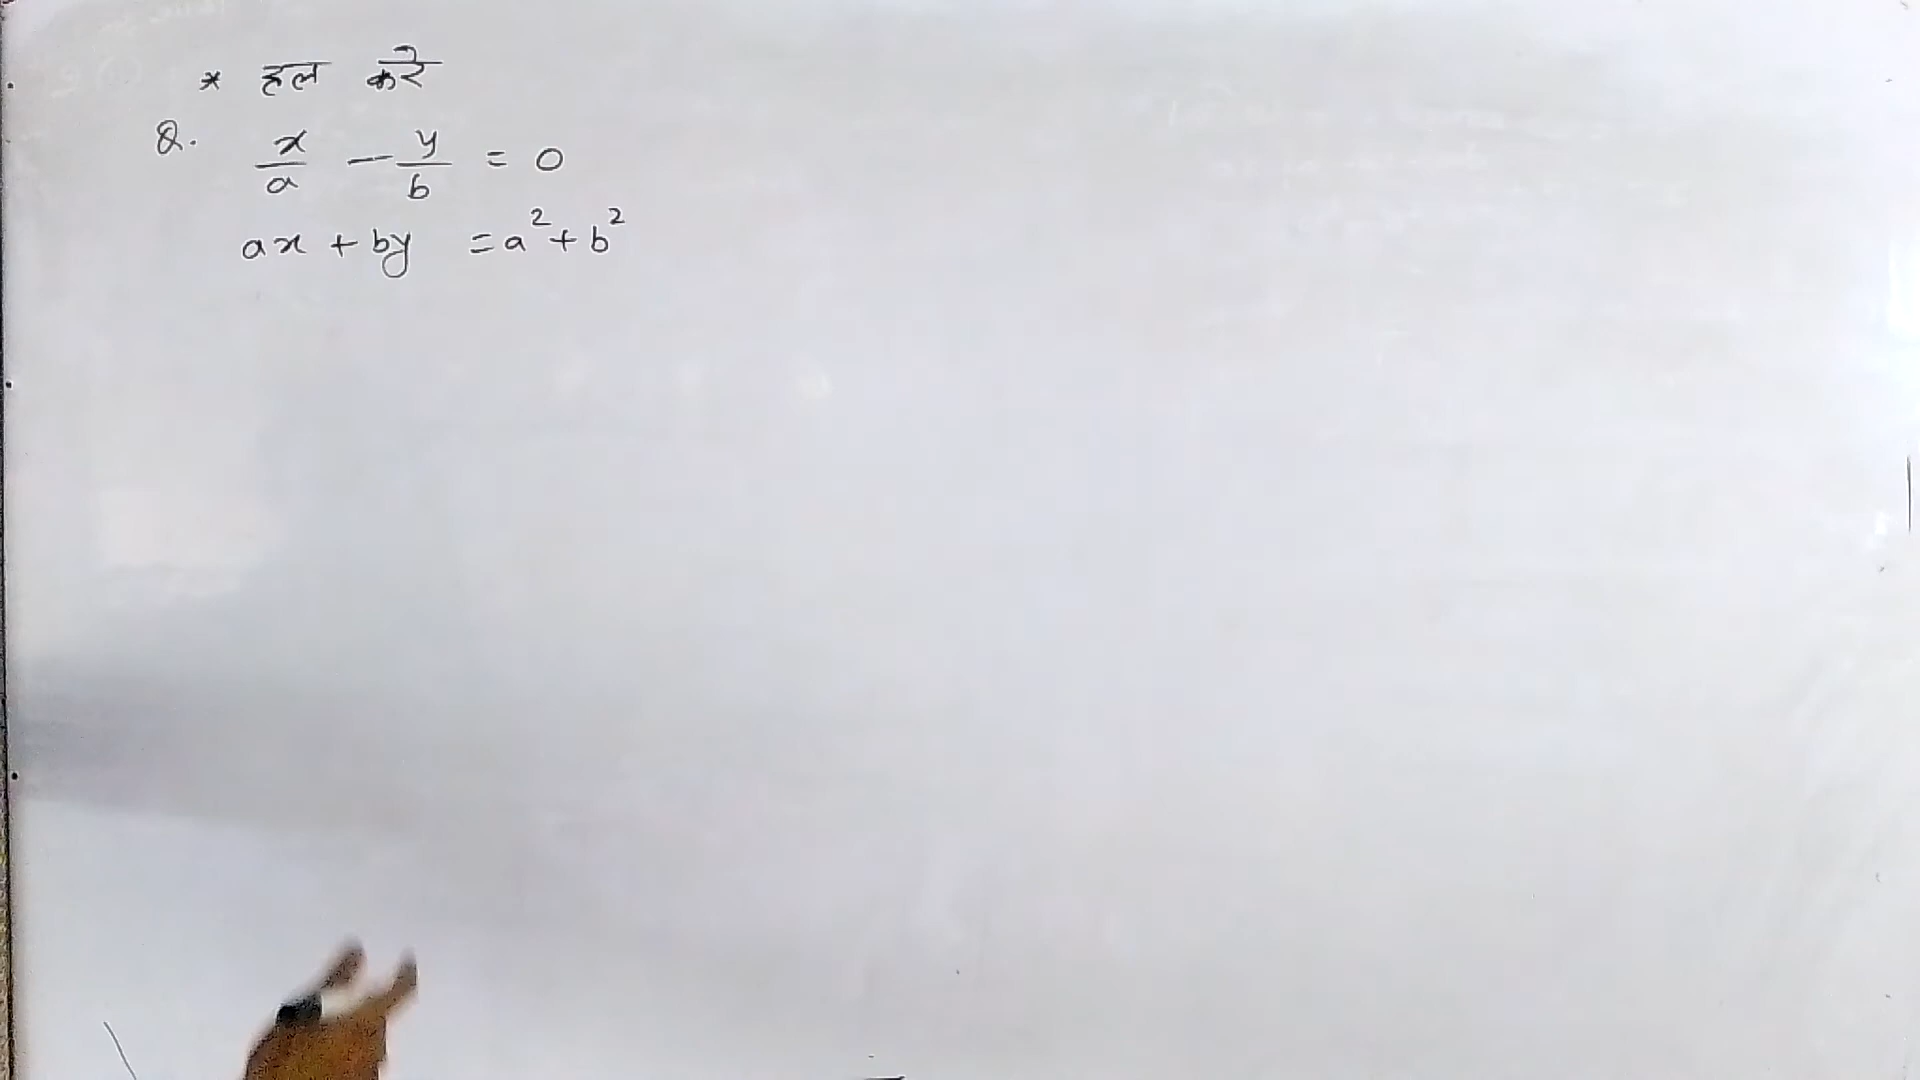 * हल करे
Q. x/a - y/b = 0
ax + by = a² + b²